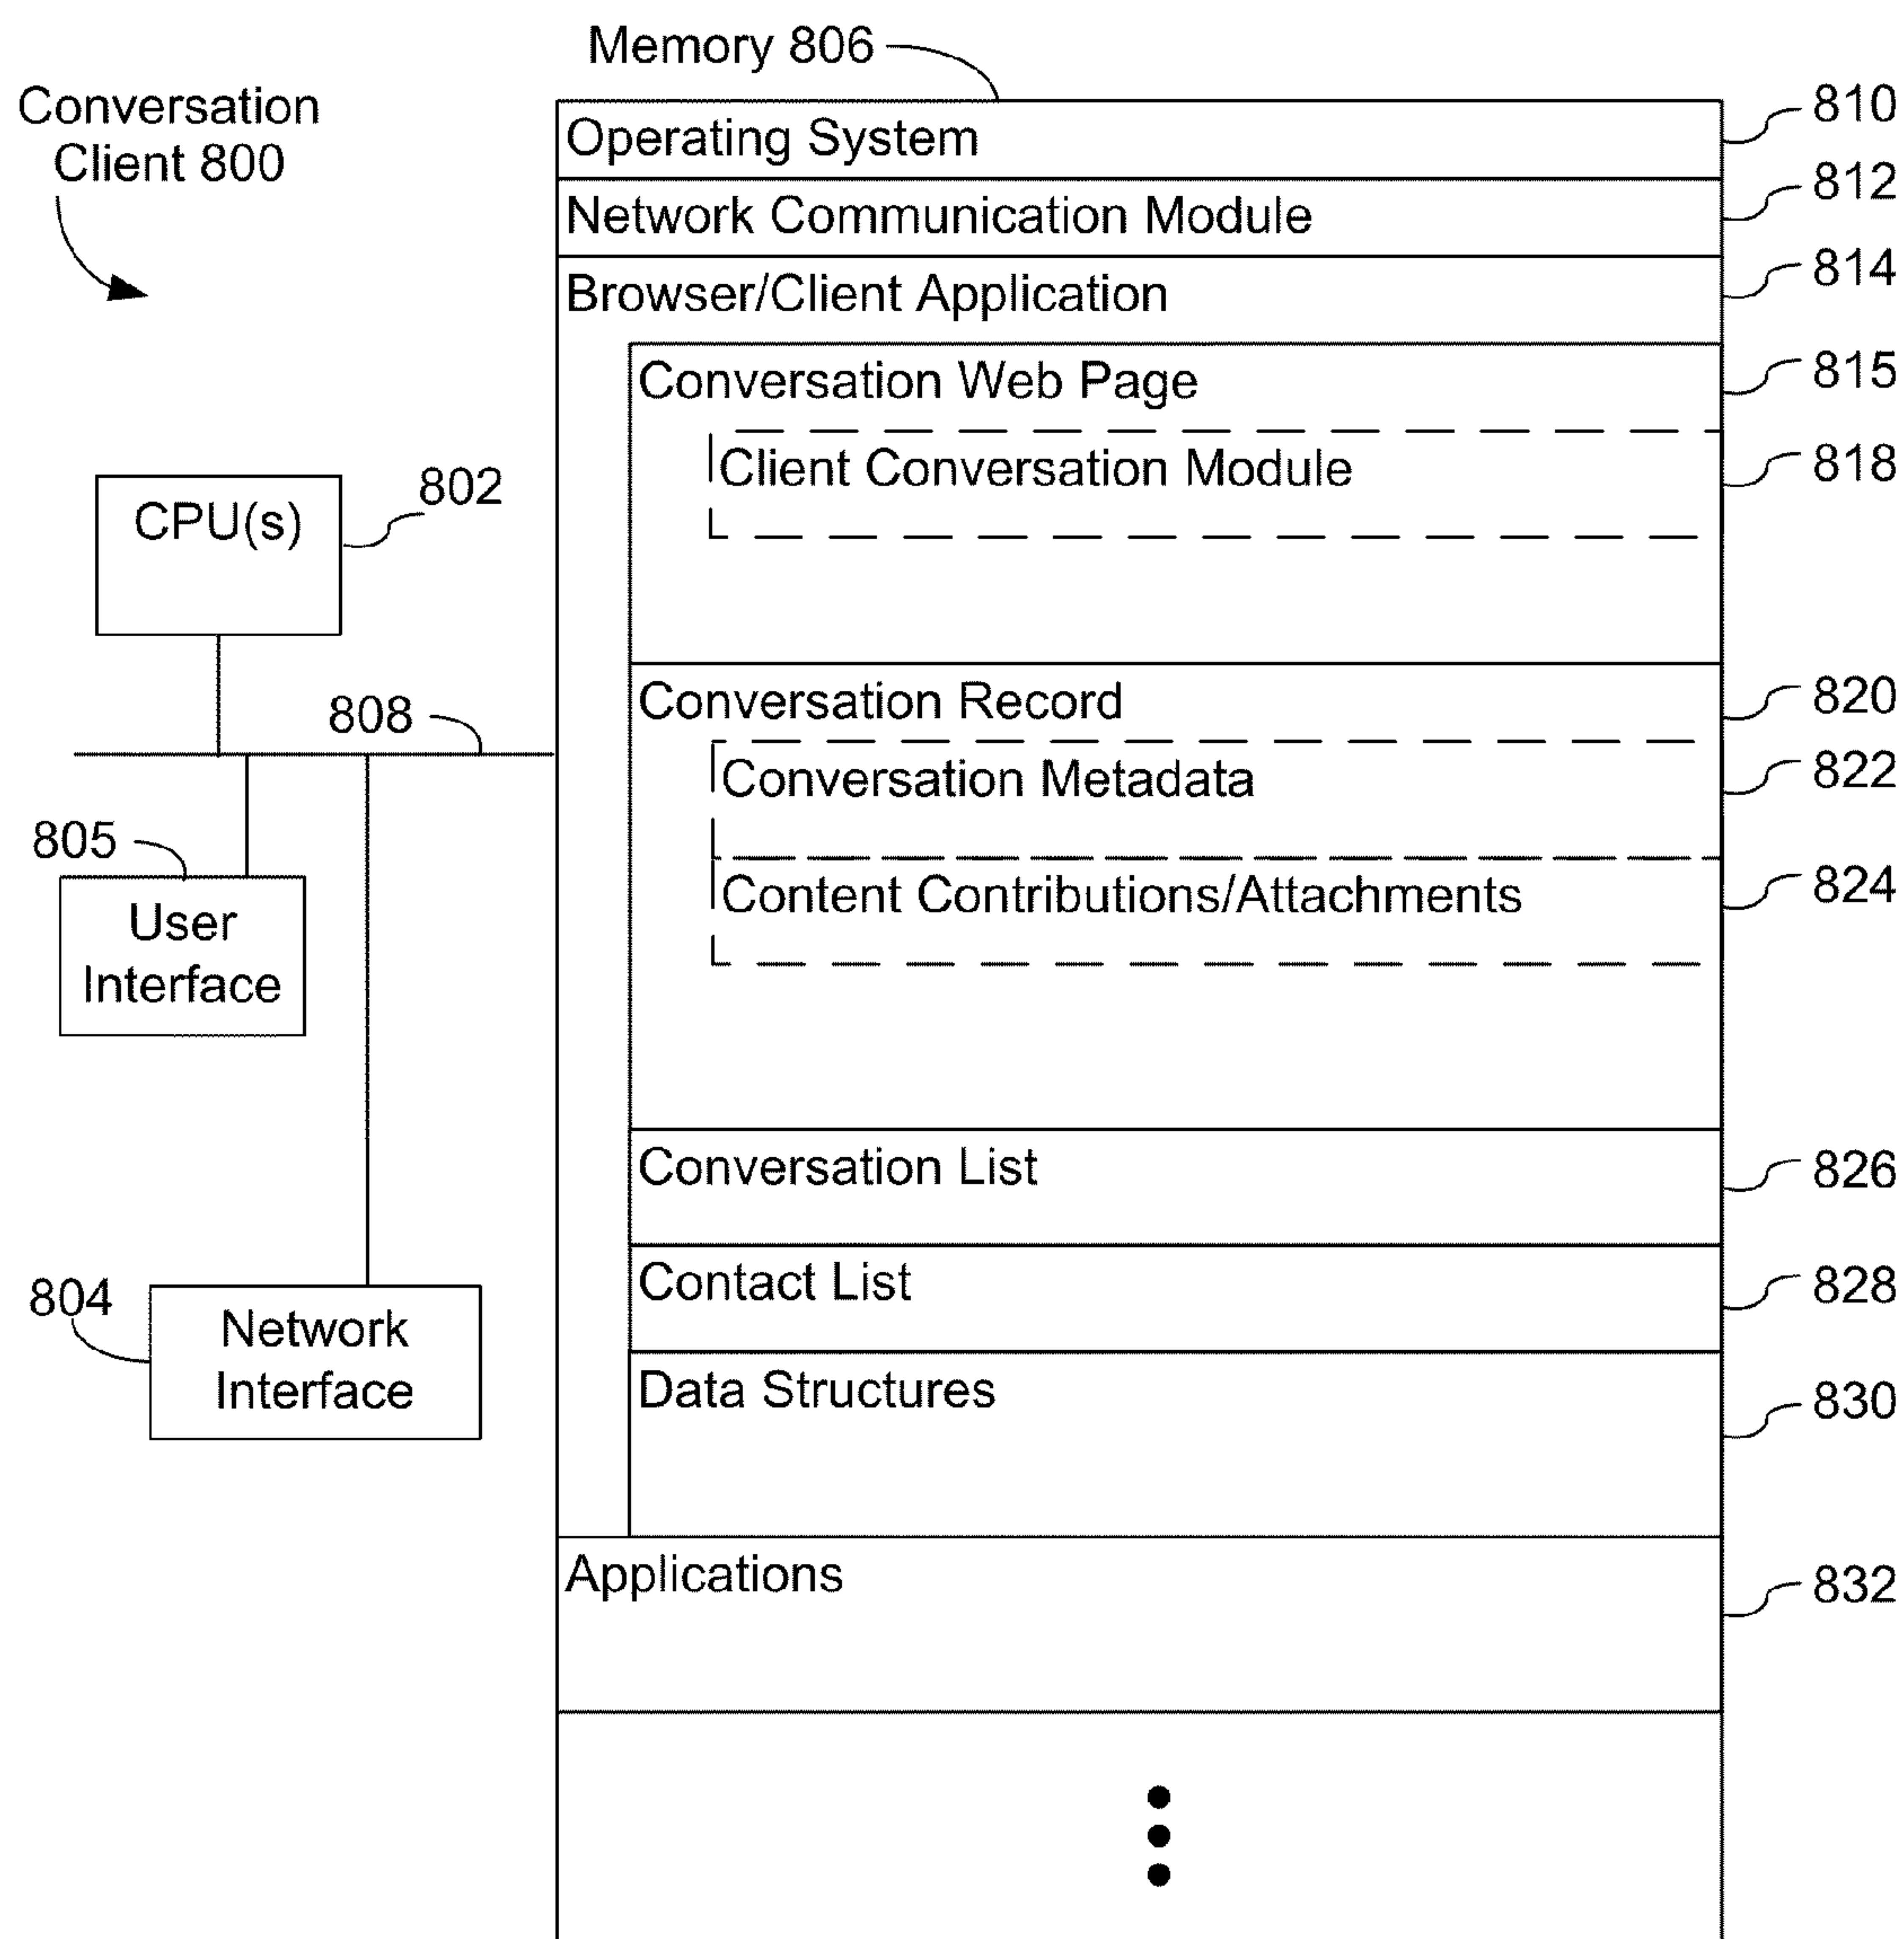 Memory 806
Conversation
Client 800
Operating System
810
Network Communication Module
812
Browser/Client Application
814
Conversation Web Page
815
Client Conversation Module
818
CPU(s)
802
Conversation Record
820
808
Conversation Metadata
822
805
Content Contributions/Attachments
824
User
Interface
Conversation List
826
Contact List
828
804
Network
Interface
Data Structures
830
Applications
832